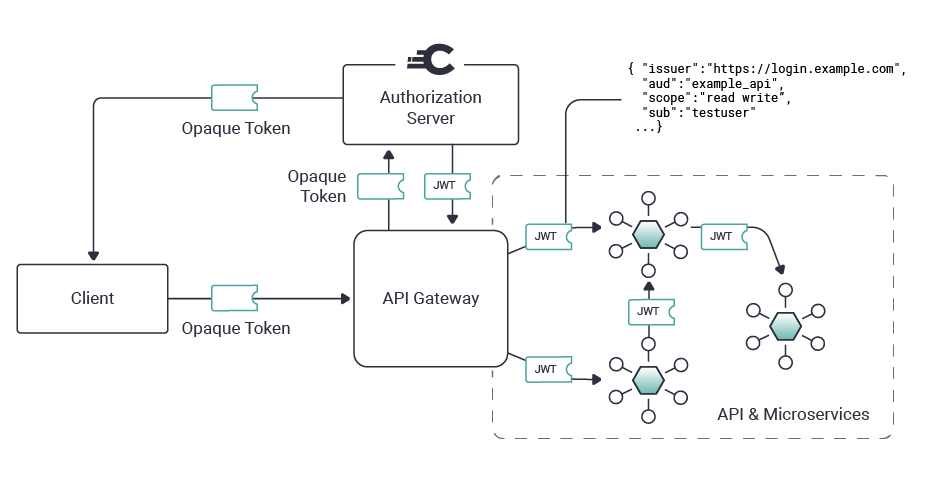 { "issuer":"https://login.example.com",
"aud":"example_api",
"scope":"read write",
"sub":"testuser"
...}
Authorization
Server
Opaque Token
Opaque
Token
JWT
JWT
JWT
Client
API Gateway
Opaque Token
JWT
JWT
API & Microservices